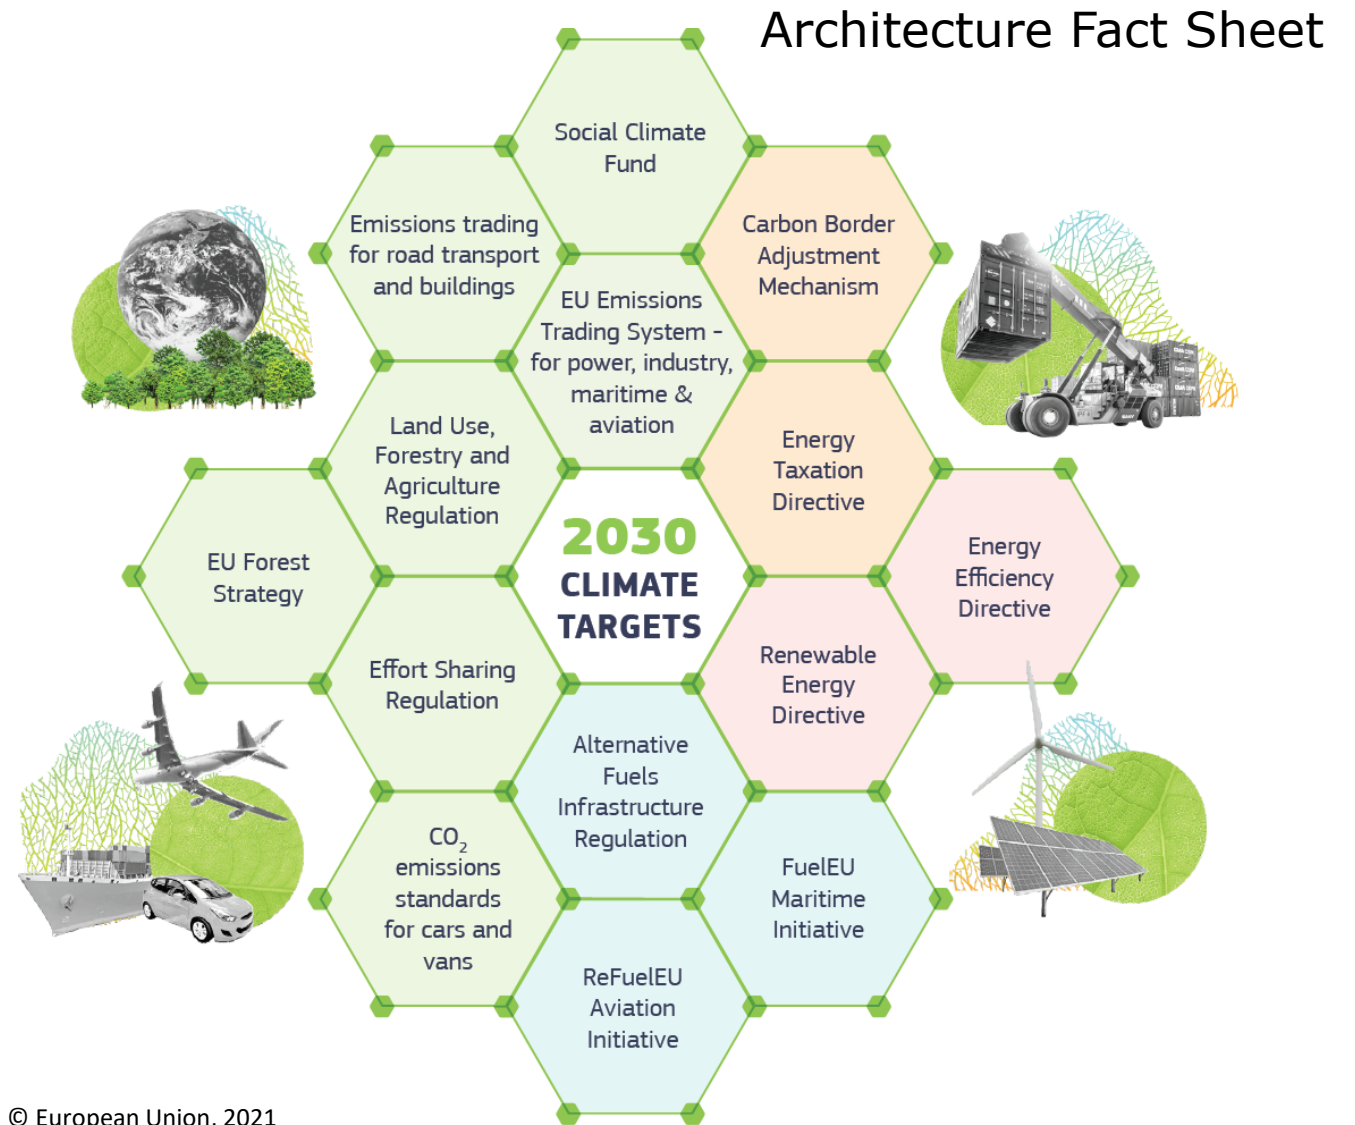 Architecture Fact Sheet
Social Climate
Fund
Emissions trading
for road transport
and buildings
Carbon Border
Adjustment
Mechanism
EU Emissions
Trading System -
for power, industry,
maritime &
aviation
Land Use,
Forestry and
Agriculture
Regulation
Energy
Taxation
Directive
EU Forest
Strategy
2030
CLIMATE
TARGETS
Energy
Efficiency
Directive
Effort Sharing
Regulation
Renewable
Energy
Directive
Alternative
Fuels
Infrastructure
Regulation
CO₂
emissions
standards
for cars and
vans
FuelEU
Maritime
Initiative
ReFuelEU
Aviation
Initiative
© European Union, 2021